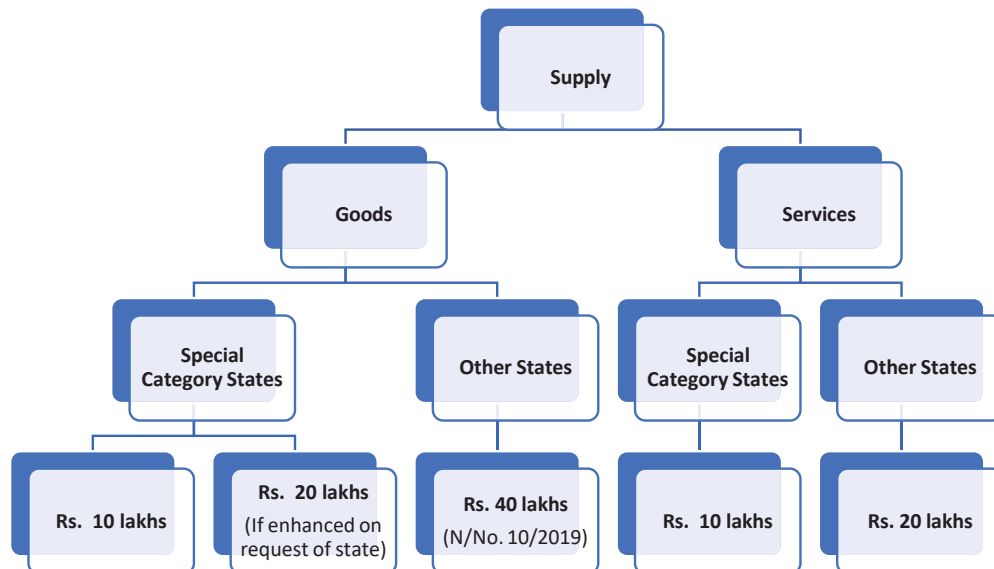 Supply
Goods
Services
Special
Category States
Other States
Special
Category States
Other States
Rs. 10 lakhs
Rs. 20 lakhs
(If enhanced on
request of state)
Rs. 40 lakhs
(N/No. 10/2019)
Rs. 10 lakhs
Rs. 20 lakhs